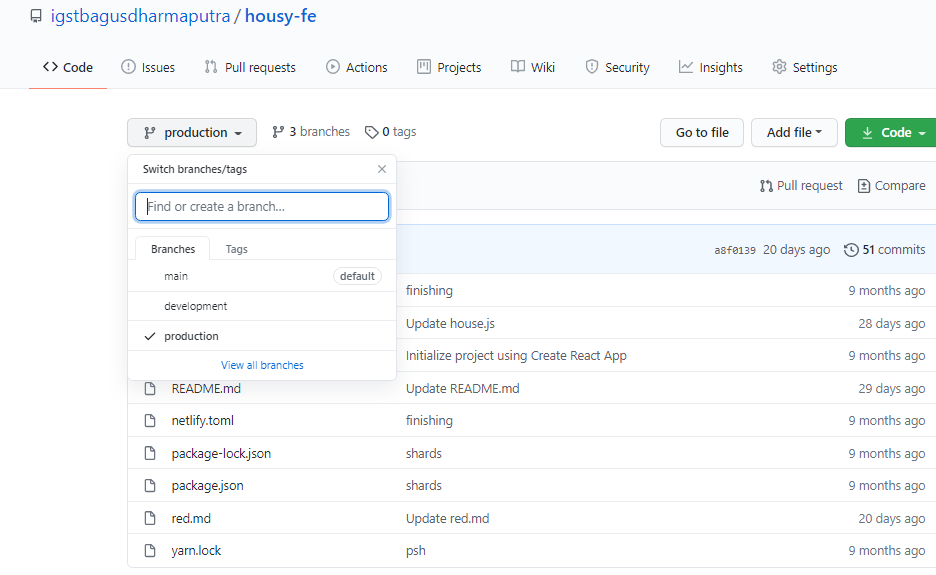 igstbagusdharmaputra / housy-fe
Code Issues Pull requests Actions Projects Wiki Security Insights Settings
production 3 branches 0 tags Go to file Add file Code
Switch branches/tags
Find or create a branch...
Branches Tags
main default
development
production
View all branches
Pull request Compare
a8f0139 20 days ago 51 commits
finishing 9 months ago
Update house.js 28 days ago
Initialize project using Create React App 9 months ago
README.md Update README.md 29 days ago
netlify.toml finishing 9 months ago
package-lock.json shards 9 months ago
package.json shards 9 months ago
red.md Update red.md 20 days ago
yarn.lock psh 9 months ago